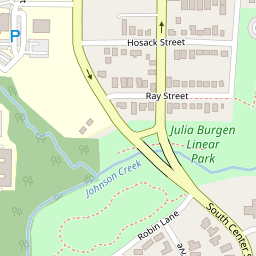 Hosack Street
P
Ray Street
Julia Burgen
Linear
Park
Johnson Creek
South Center S
Robin Lane